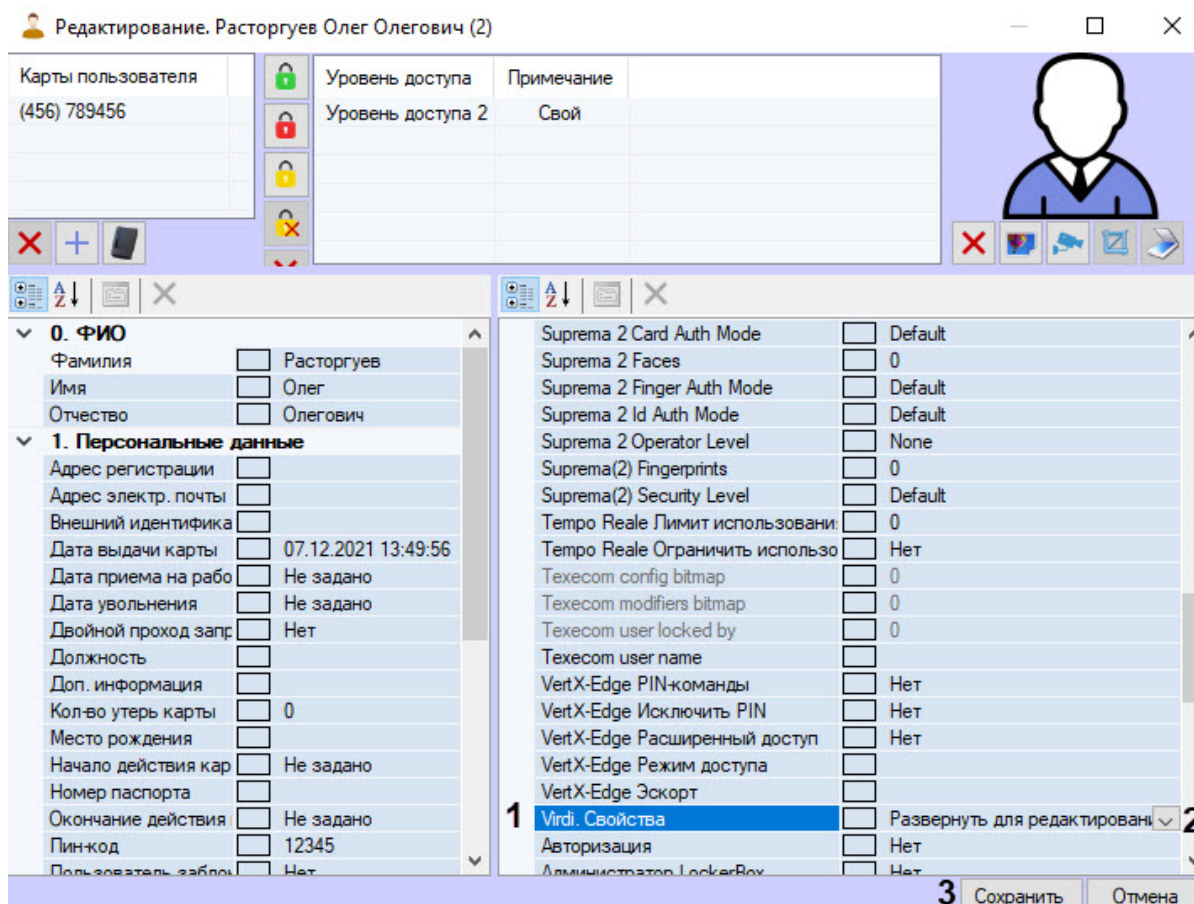 Редактирование. Расторгуев Олег Олегович (2)
Карты пользователя
(456) 789456
Уровень доступа Примечание
Уровень доступа 2 Свой
0. ФИО
Фамилия Расторгуев
Имя Олег
Отчество Олегович
1. Персональные данные
Адрес регистрации
Адрес электр. почты
Внешний идентифика
Дата выдачи карты 07.12.2021 13:49:56
Дата приема на рабо Не задано
Дата увольнения Не задано
Двойной проход запр Нет
Должность
Доп. информация
Кол-во утерь карты 0
Место рождения
Начало действия кар Не задано
Номер паспорта
Окончание действия Не задано
Пин-код 12345
Пользователь заблок Нет
Suprema 2 Card Auth Mode Default
Suprema 2 Faces 0
Suprema 2 Finger Auth Mode Default
Suprema 2 Id Auth Mode Default
Suprema 2 Operator Level None
Suprema(2) Fingerprints 0
Suprema(2) Security Level Default
Tempo Reale Лимит использовани 0
Tempo Reale Ограничить использо Нет
Texecom config bitmap 0
Texecom modifiers bitmap 0
Texecom user locked by 0
Texecom user name
VertX-Edge PIN-команды Нет
VertX-Edge Исключить PIN Нет
VertX-Edge Расширенный доступ Нет
VertX-Edge Режим доступа
VertX-Edge Эскорт
1 Virdi. Свойства Развернуть для редактировани 2
Авторизация Нет
Администратор LockerBox Нет
3 Сохранить Отмена